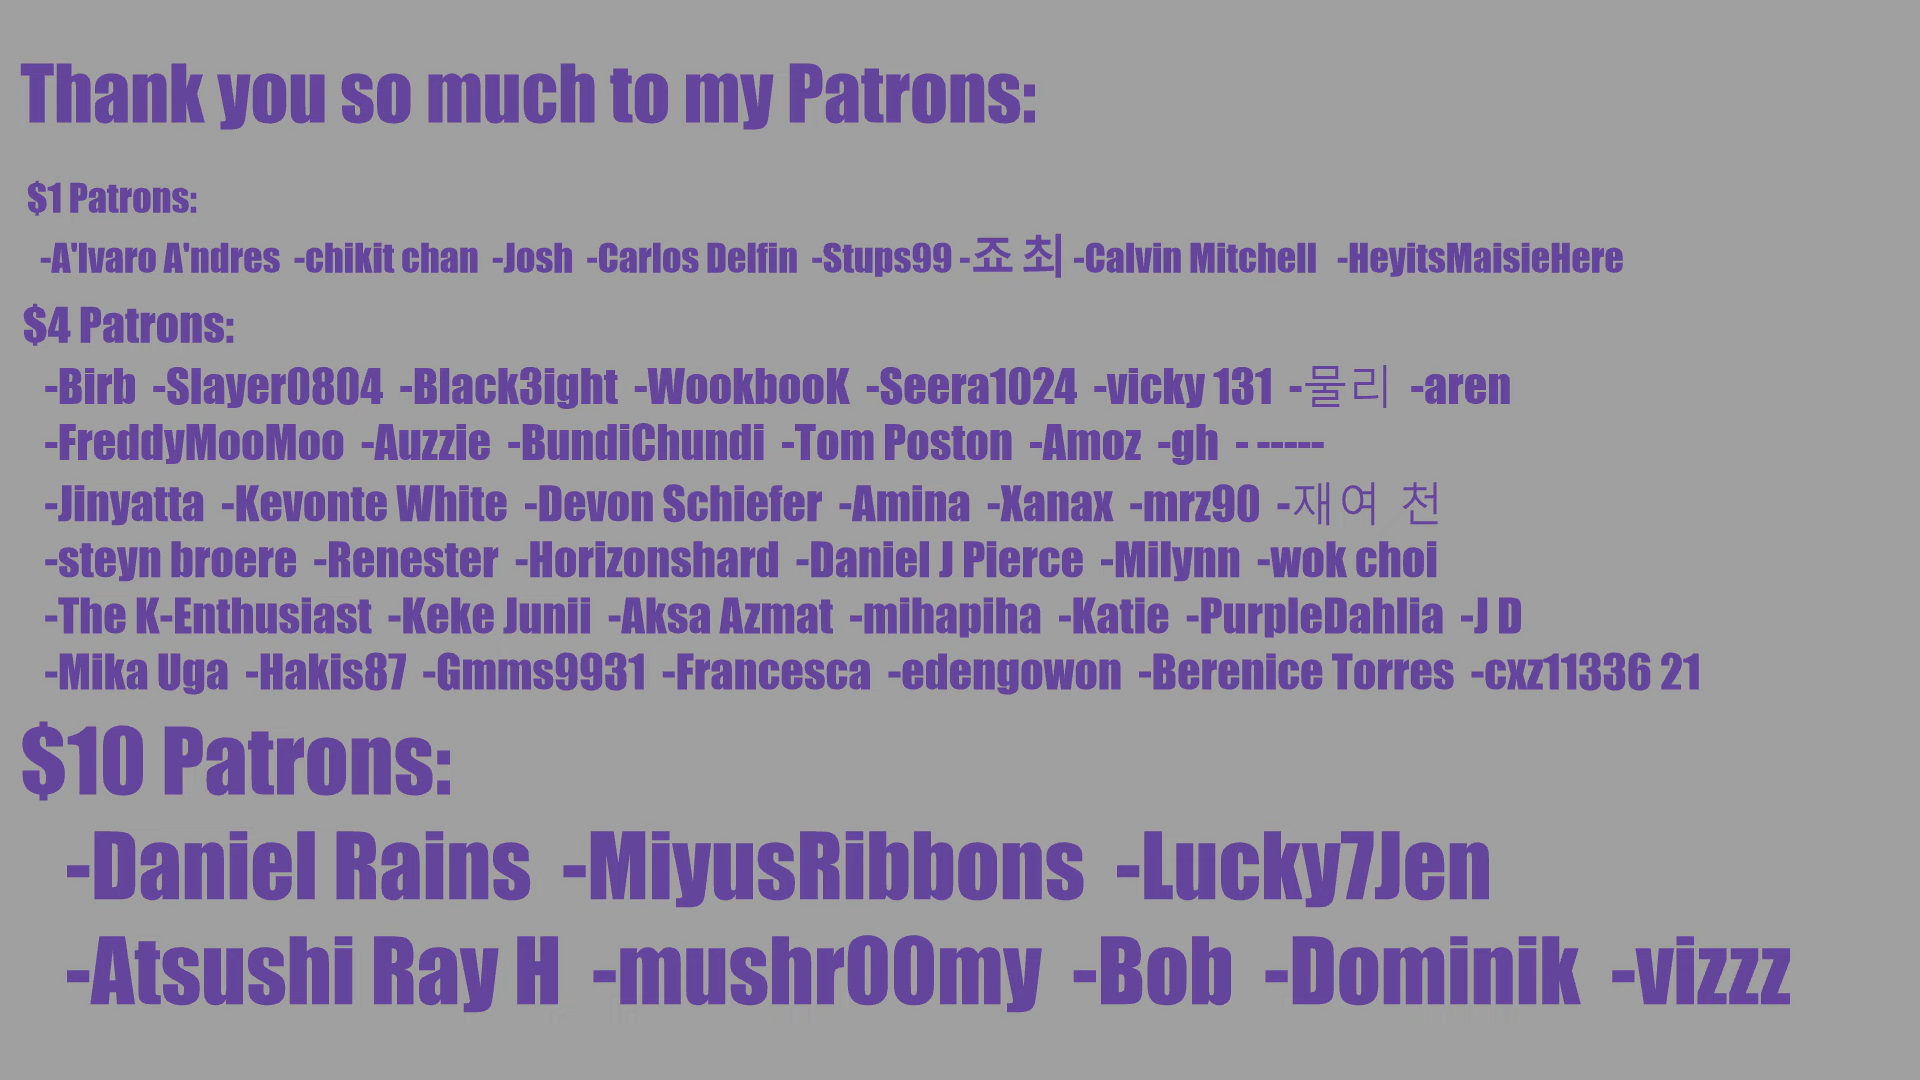 Thank you so much to my Patrons:
$1 Patrons:
-A'lvaro A'ndres -chikit chan -Josh -Carlos Delfin -Stups99 -죠 최 -Calvin Mitchell -HeyitsMaisieHere
$4 Patrons:
-Birb -Slayer0804 -Black3ight -WookbooK -Seera1024 -vicky 131 -물리 -aren
-FreddyMooMoo -Auzzie -BundiChundi -Tom Poston -Amoz -gh - -----
-Jinyatta -Kevonte White -Devon Schiefer -Amina -Xanax -mrz90 -재여 천
-steyn broere -Renester -Horizonshard -Daniel J Pierce -Milynn -wok choi
-The K-Enthusiast -Keke Junii -Aksa Azmat -mihapiha -Katie -PurpleDahlia -J D
-Mika Uga -Hakis87 -Gmms9931 -Francesca -edengowon -Berenice Torres -cxz11336 21
$10 Patrons:
-Daniel Rains -MiyusRibbons -Lucky7Jen
-Atsushi Ray H -mushr00my -Bob -Dominik -vizzz